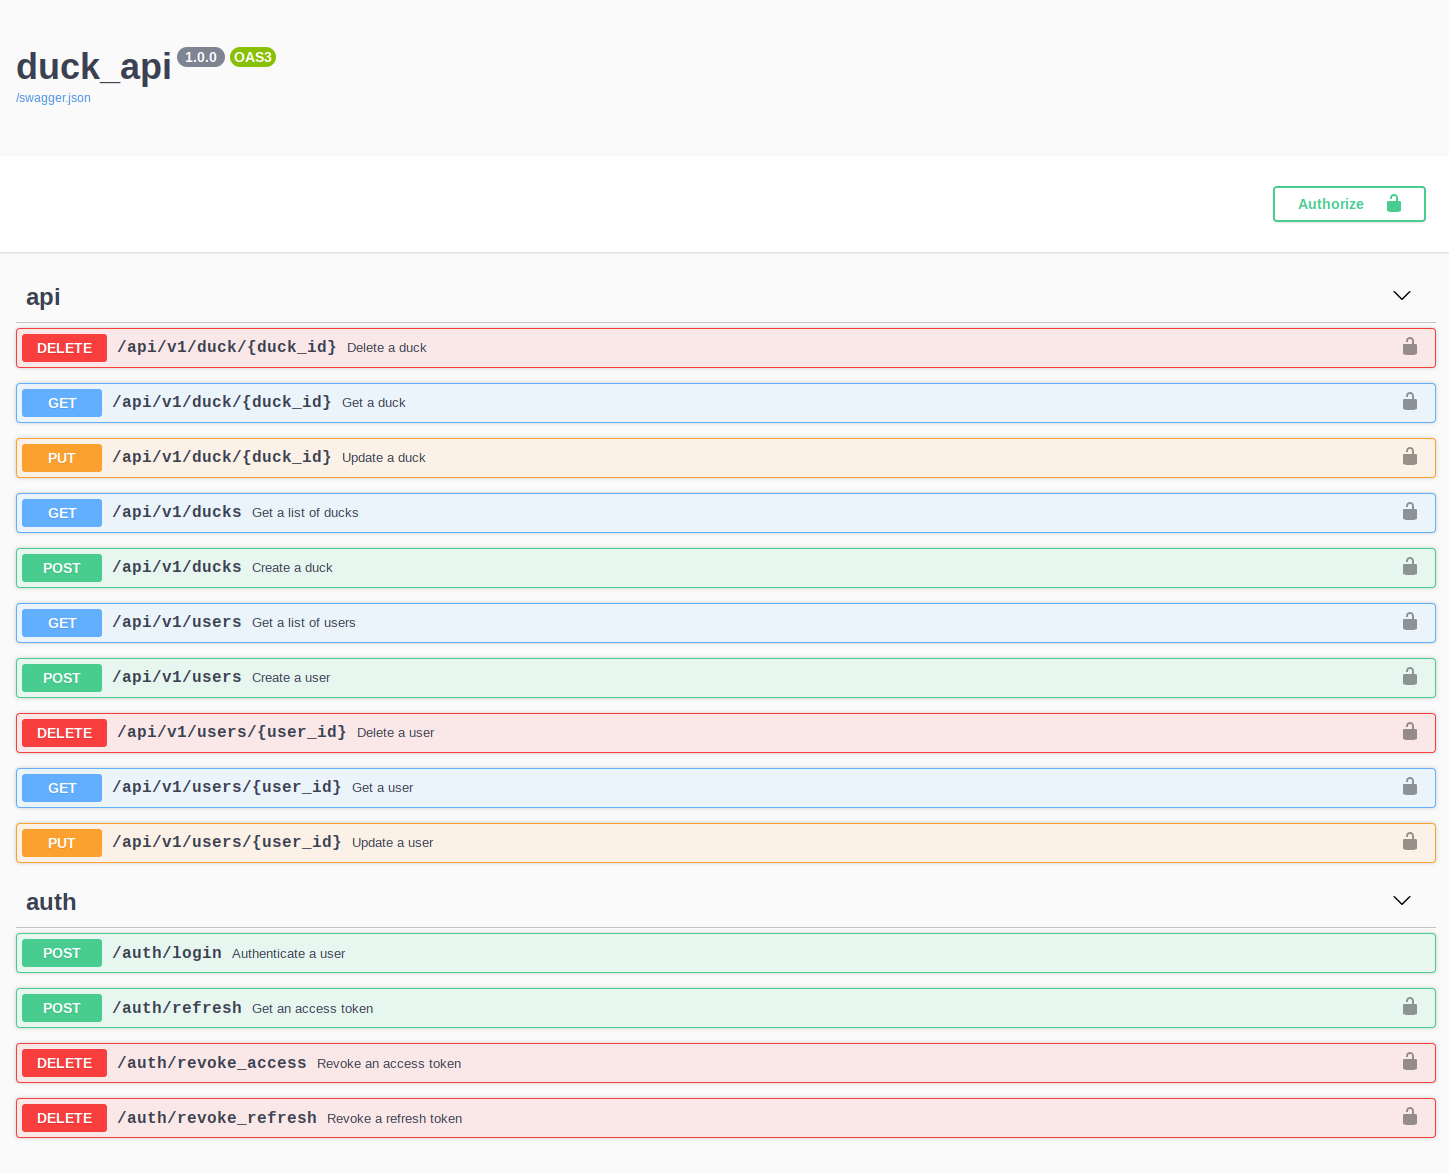 duck_api 1.0.0 OAS3
/swagger.json
Authorize
api
DELETE /api/v1/duck/{duck_id} Delete a duck
GET /api/v1/duck/{duck_id} Get a duck
PUT /api/v1/duck/{duck_id} Update a duck
GET /api/v1/ducks Get a list of ducks
POST /api/v1/ducks Create a duck
GET /api/v1/users Get a list of users
POST /api/v1/users Create a user
DELETE /api/v1/users/{user_id} Delete a user
GET /api/v1/users/{user_id} Get a user
PUT /api/v1/users/{user_id} Update a user
auth
POST /auth/login Authenticate a user
POST /auth/refresh Get an access token
DELETE /auth/revoke_access Revoke an access token
DELETE /auth/revoke_refresh Revoke a refresh token